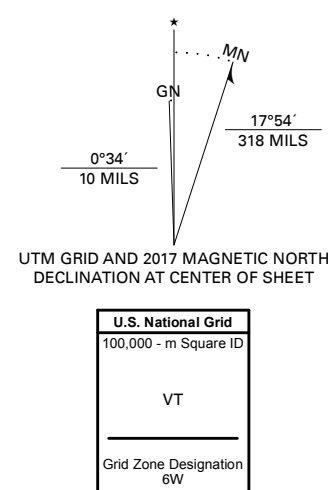 ★
MN
GN
17°54´
318 MILS
0°34´
10 MILS
UTM GRID AND 2017 MAGNETIC NORTH
DECLINATION AT CENTER OF SHEET
U.S. National Grid
100,000 - m Square ID
VT
Grid Zone Designation
6W